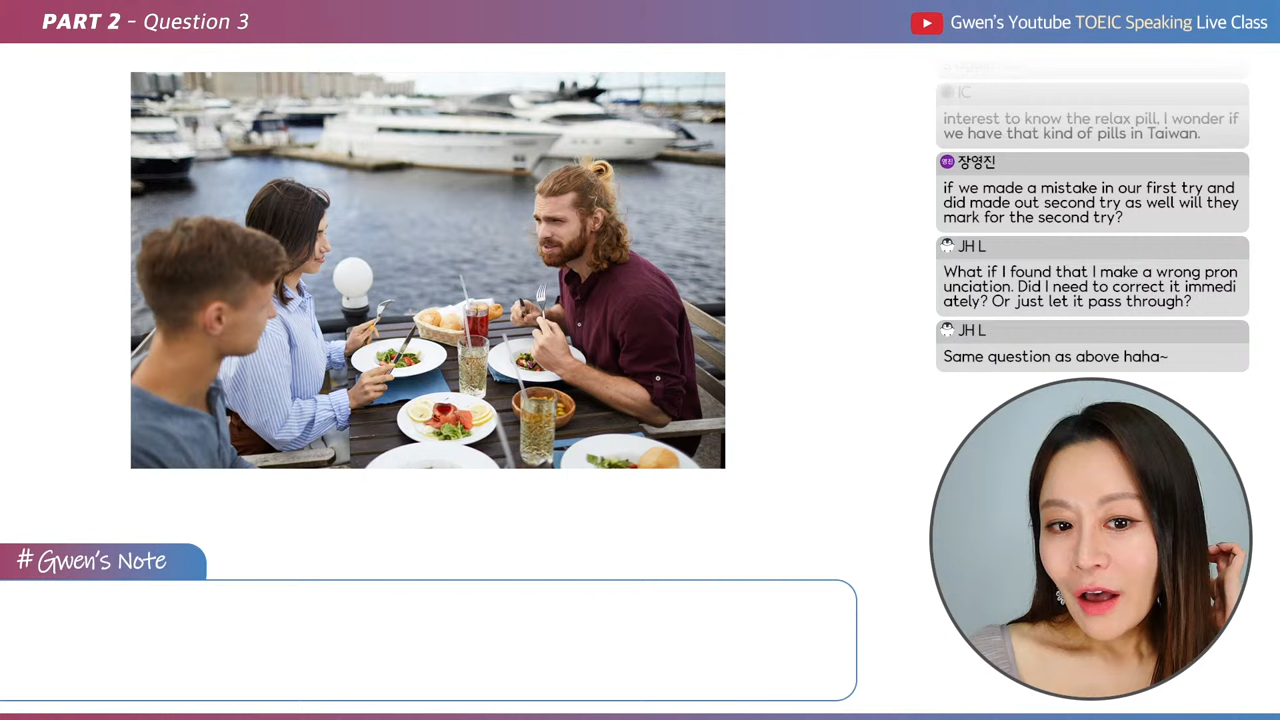 PART 2 - Question 3
Gwen's Youtube TOEIC Speaking Live Class
IC
interest to know the relax pill. I wonder if
we have that kind of pills in Taiwan.
영진 장영진
if we made a mistake in our first try and
did made out second try as well will they
mark for the second try?
JH L
What if I found that I make a wrong pron
unciation. Did I need to correct it immedi
ately? Or just let it pass through?
JH L
Same question as above haha~
# Gwen's Note